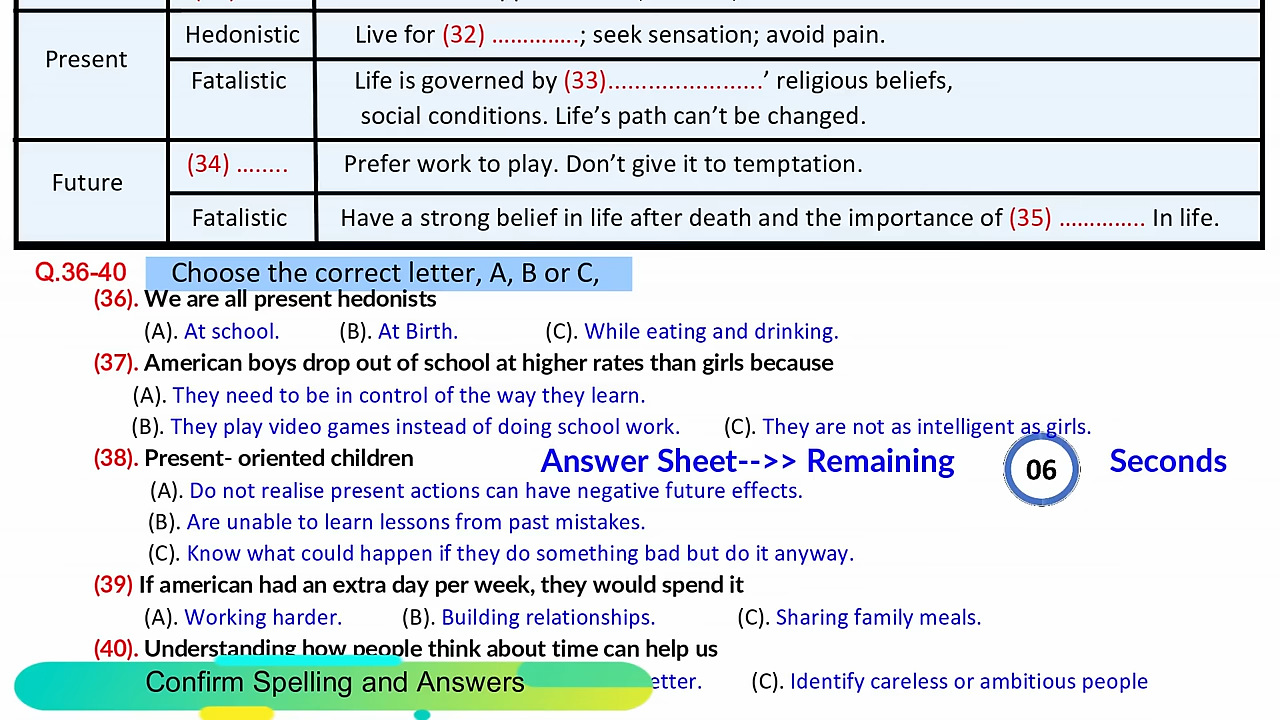 Hedonistic Live for (32) ..............; seek sensation; avoid pain.
Present
Fatalistic Life is governed by (33).......................’ religious beliefs,
social conditions. Life’s path can’t be changed.
(34) ........ Prefer work to play. Don’t give it to temptation.
Future
Fatalistic Have a strong belief in life after death and the importance of (35) .............. In life.
Q.36-40 Choose the correct letter, A, B or C,
(36). We are all present hedonists
(A). At school. (B). At Birth. (C). While eating and drinking.
(37). American boys drop out of school at higher rates than girls because
(A). They need to be in control of the way they learn.
(B). They play video games instead of doing school work. (C). They are not as intelligent as girls.
(38). Present- oriented children
Answer Sheet-->> Remaining 06 Seconds
(A). Do not realise present actions can have negative future effects.
(B). Are unable to learn lessons from past mistakes.
(C). Know what could happen if they do something bad but do it anyway.
(39) If american had an extra day per week, they would spend it
(A). Working harder. (B). Building relationships. (C). Sharing family meals.
(40). Understanding how people think about time can help us
Confirm Spelling and Answers (C). Identify careless or ambitious people